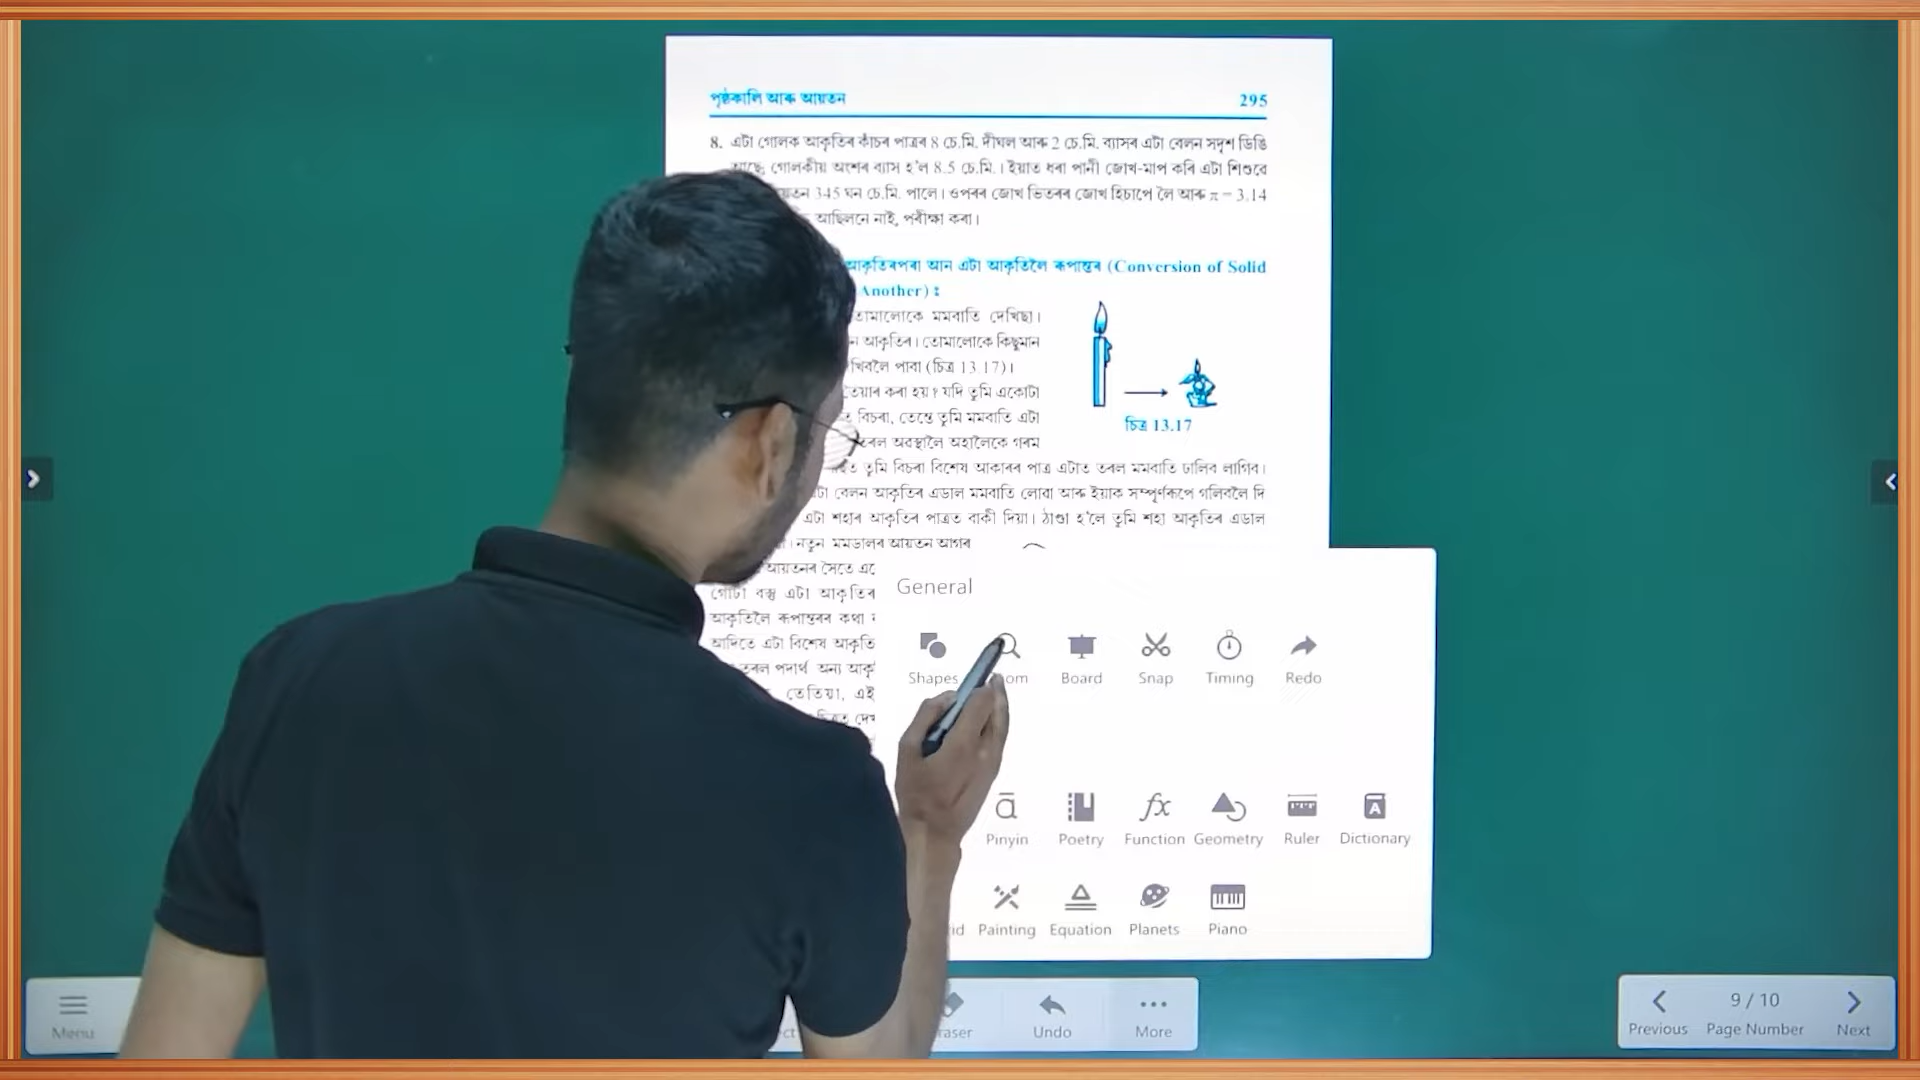 পৃষ্ঠকালি আৰু আয়তন 295
8. এটা গোলক আকৃতিৰ কাঁচৰ পাত্ৰৰ 8 চে.মি. দীঘল আৰু 2 চে.মি. ব্যাসৰ এটা বেলন সদৃশ ডিঙি
আছে; গোলকীয় অংশৰ ব্যাস হ'ল 8.5 চে.মি.। ইয়াত ধৰা পানী জোখ-মাপ কৰি এটা শিশুৱে
345 ঘন চে.মি. পালে। ওপৰৰ জোখ ভিতৰৰ জোখ হিচাপে লৈ আৰু π = 3.14
আছিলনে নাই, পৰীক্ষা কৰা।
আকৃতিৰপৰা আন এটা আকৃতিলৈ ৰূপান্তৰ (Conversion of Solid
Another) :
তোমালোকে মমবাতি দেখিছা।
আকৃতিৰ। তোমালোকে কিছুমান
পাবা (চিত্ৰ 13.17)।
তৈয়াৰ কৰা হয়? যদি তুমি একোটা
বিচৰা, তেন্তে তুমি মমবাতি এটা
অৱস্থালৈ অহালৈকে গৰম
চিত্ৰ 13.17
তুমি বিচৰা বিশেষ আকাৰৰ পাত্ৰ এটাত তৰল মমবাতি ঢালিব লাগিব।
বেলন আকৃতিৰ এডাল মমবাতি লোৱা আৰু ইয়াক সম্পূৰ্ণৰূপে গলিবলৈ দি
এটা শহাৰ আকৃতিৰ পাত্ৰত বাকী দিয়া। ঠাণ্ডা হ'লে তুমি শহা আকৃতিৰ এডাল
নতুন মমডালৰ আয়তন আগৰ
আয়তনৰ সৈতে
গোটা বস্তু এটা আকৃতিৰ
আকৃতিলৈ ৰূপান্তৰৰ কথা
আদিতে এটা বিশেষ আকৃতি
তৰল পদাৰ্থ অন্য
তেতিয়া, এই
General
Shapes Board Snap Timing Redo
Pinyin Poetry Function Geometry Ruler Dictionary
Painting Equation Planets Piano
Menu Undo More
9 / 10
Previous Page Number Next